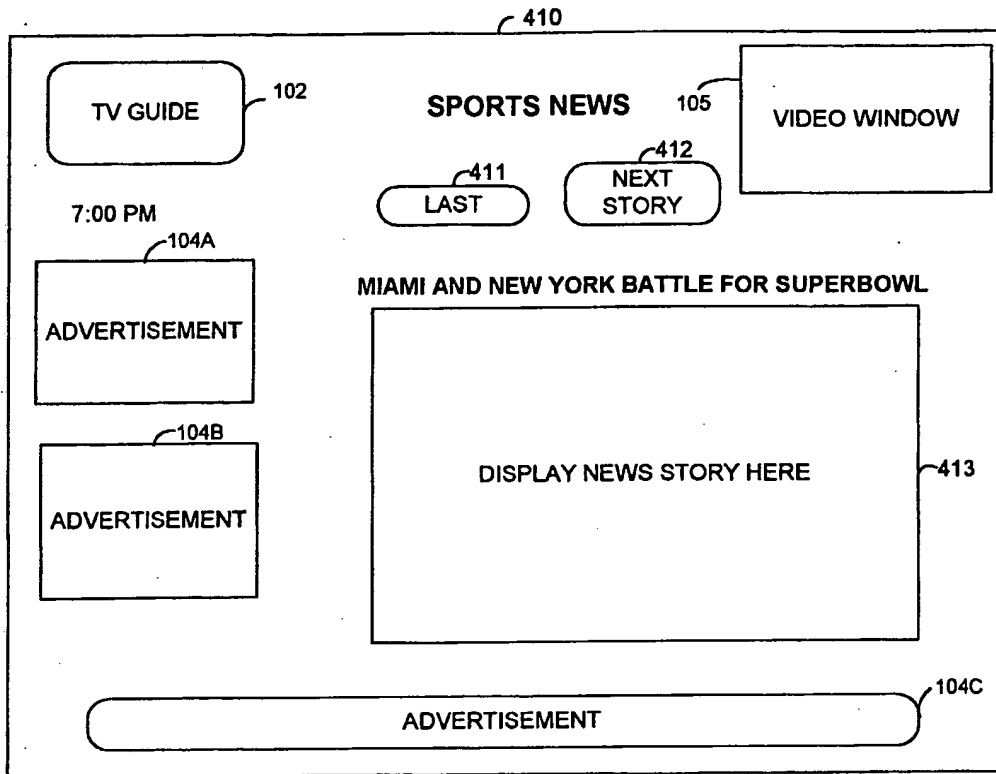 410
TV GUIDE
102
SPORTS NEWS
105
VIDEO WINDOW
411
LAST
412
NEXT
STORY
7:00 PM
104A
ADVERTISEMENT
104B
ADVERTISEMENT
MIAMI AND NEW YORK BATTLE FOR SUPERBOWL
DISPLAY NEWS STORY HERE
413
ADVERTISEMENT
104C